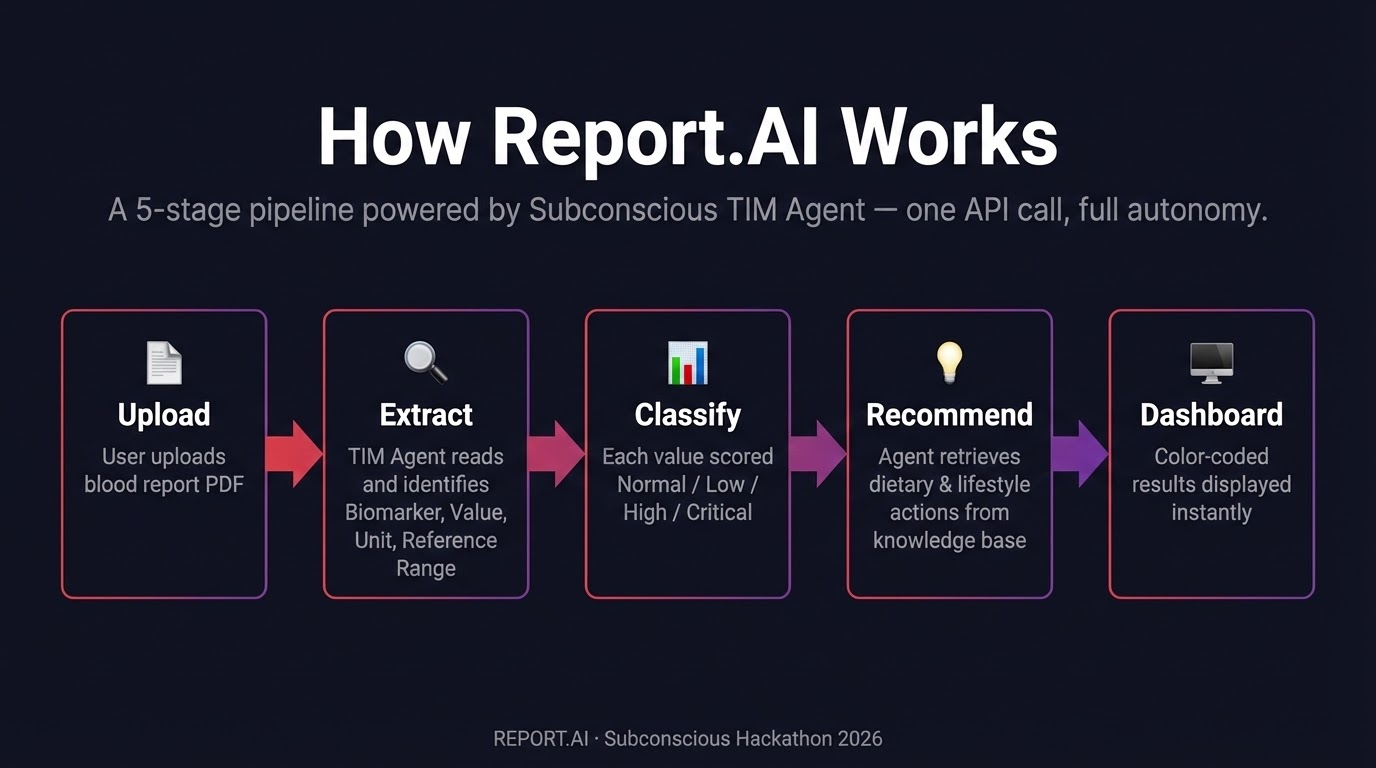 How Report.AI Works
A 5-stage pipeline powered by Subconscious TIM Agent — one API call, full autonomy.
Upload
User uploads
blood report PDF
Extract
TIM Agent reads
and identifies
Biomarker, Value,
Unit, Reference
Range
Classify
Each value scored
Normal / Low /
High / Critical
Recommend
Agent retrieves
dietary & lifestyle
actions from
knowledge base
Dashboard
Color-coded
results displayed
instantly
REPORT.AI · Subconscious Hackathon 2026